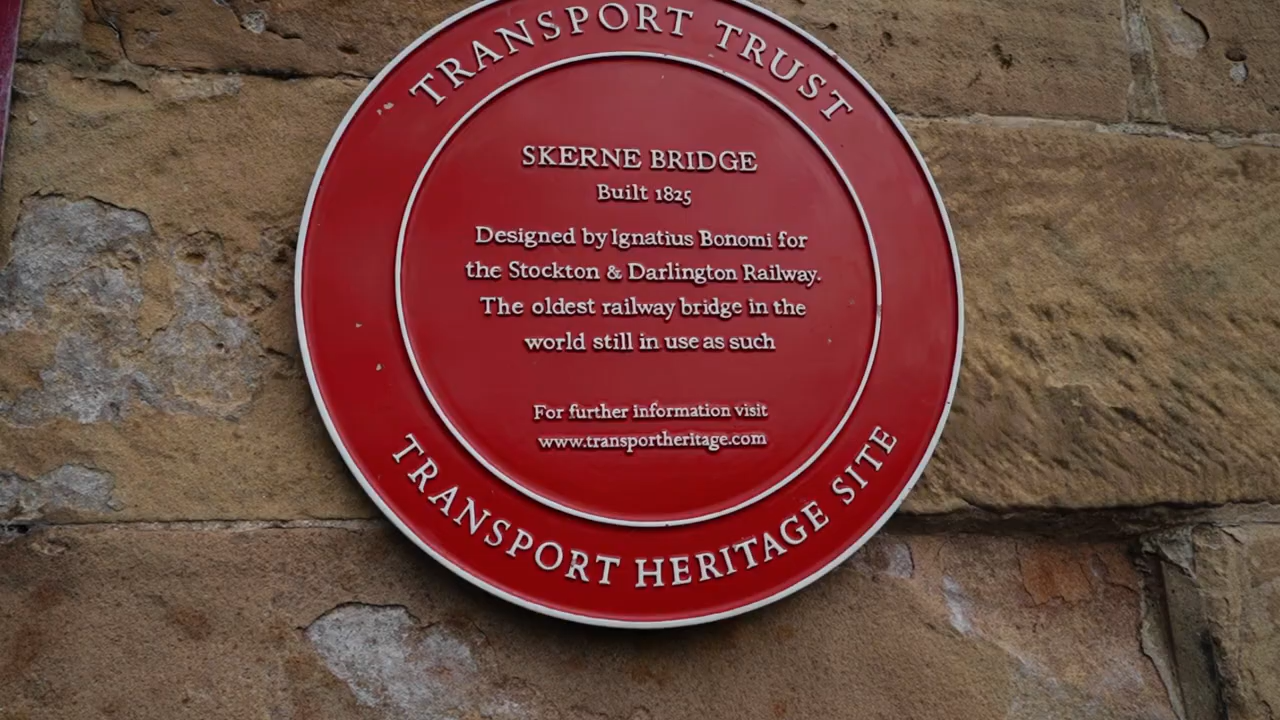 TRANSPORT TRUST
SKERNE BRIDGE
Built 1825
Designed by Ignatius Bonomi for
the Stockton & Darlington Railway.
The oldest railway bridge in the
world still in use as such
For further information visit
www.transportheritage.com
TRANSPORT HERITAGE SITE